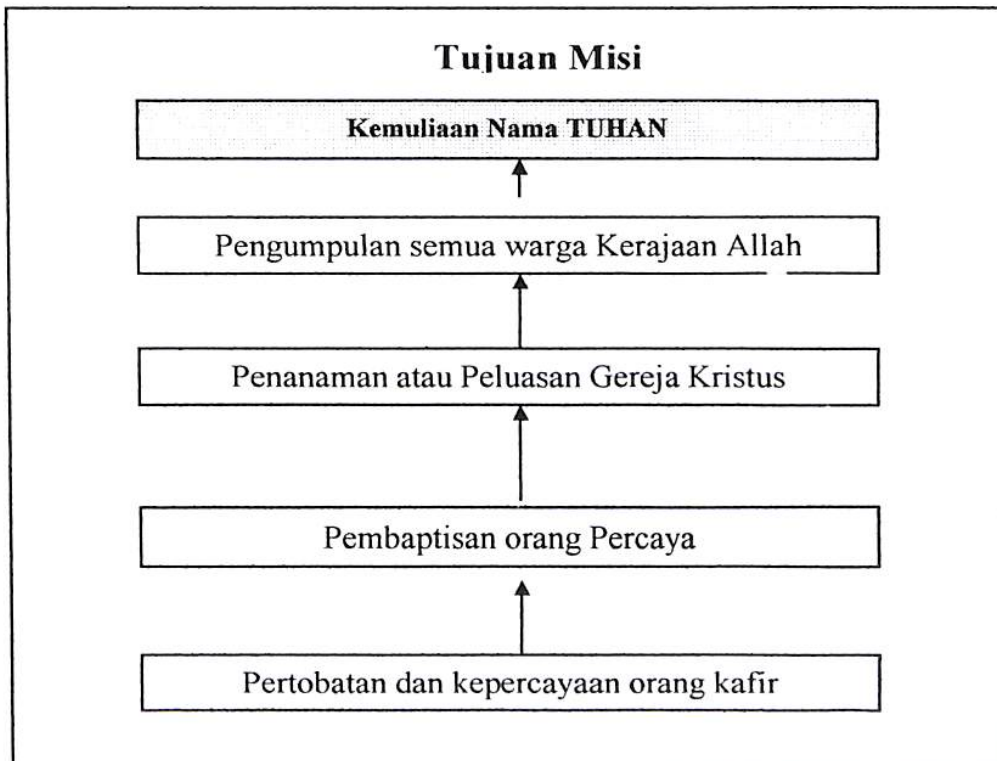 Tujuan Misi
Kemuliaan Nama TUHAN
Pengumpulan semua warga Kerajaan Allah
Penanaman atau Peluasan Gereja Kristus
Pembaptisan orang Percaya
Pertobatan dan kepercayaan orang kafir